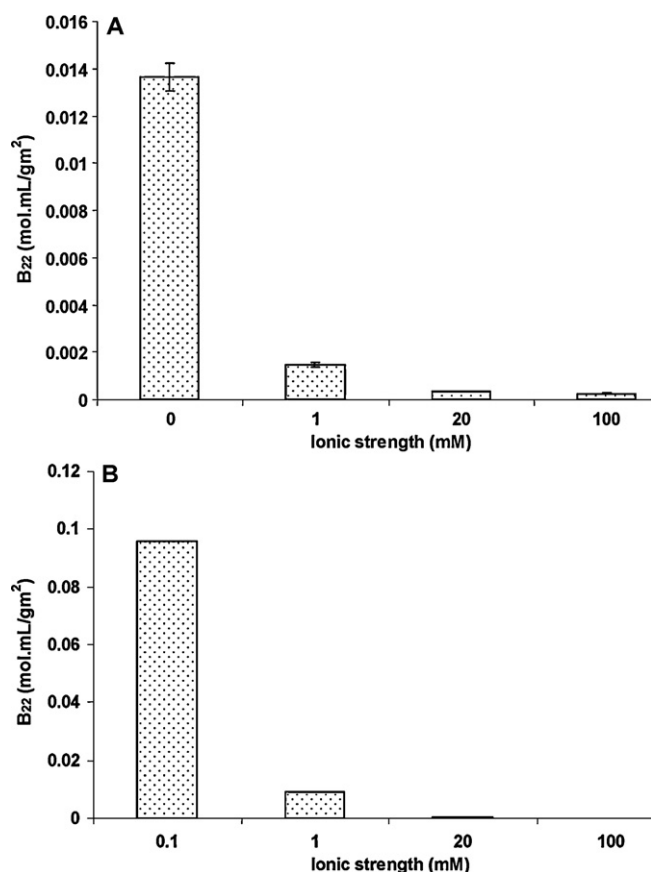 A
0.016
0.014
0.012
0.01
0.008
0.006
0.004
0.002
0
B₂₂ (mol.mL/gm²)
0 1 20 100
Ionic strength (mM)
B
0.12
0.1
0.08
0.06
0.04
0.02
0
B₂₂ (mol.mL/gm²)
0.1 1 20 100
Ionic strength (mM)